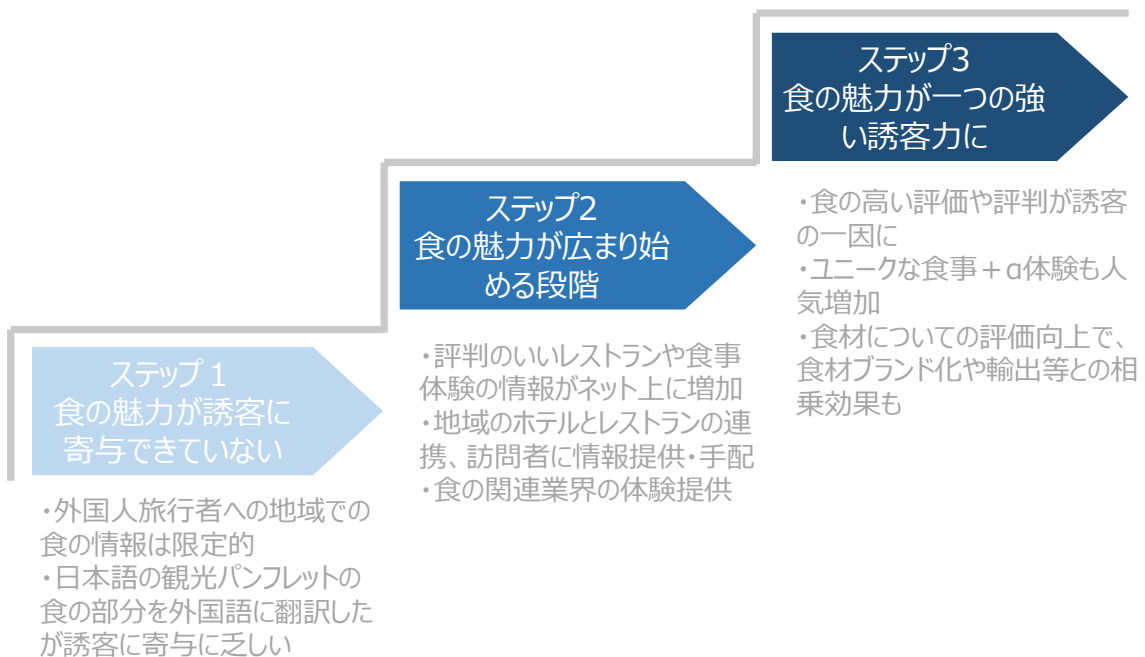 ステップ１
食の魅力が誘客に
寄与できていない
・外国人旅行者への地域での
食の情報は限定的
・日本語の観光パンフレットの
食の部分を外国語に翻訳した
が誘客に寄与に乏しい
ステップ2
食の魅力が広まり始
める段階
・評判のいいレストランや食事
体験の情報がネット上に増加
・地域のホテルとレストランの連
携、訪問者に情報提供・手配
・食の関連業界の体験提供
ステップ3
食の魅力が一つの強
い誘客力に
・食の高い評価や評判が誘客
の一因に
・ユニークな食事＋α体験も人
気増加
・食材についての評価向上で、
食材ブランド化や輸出等との相
乗効果も